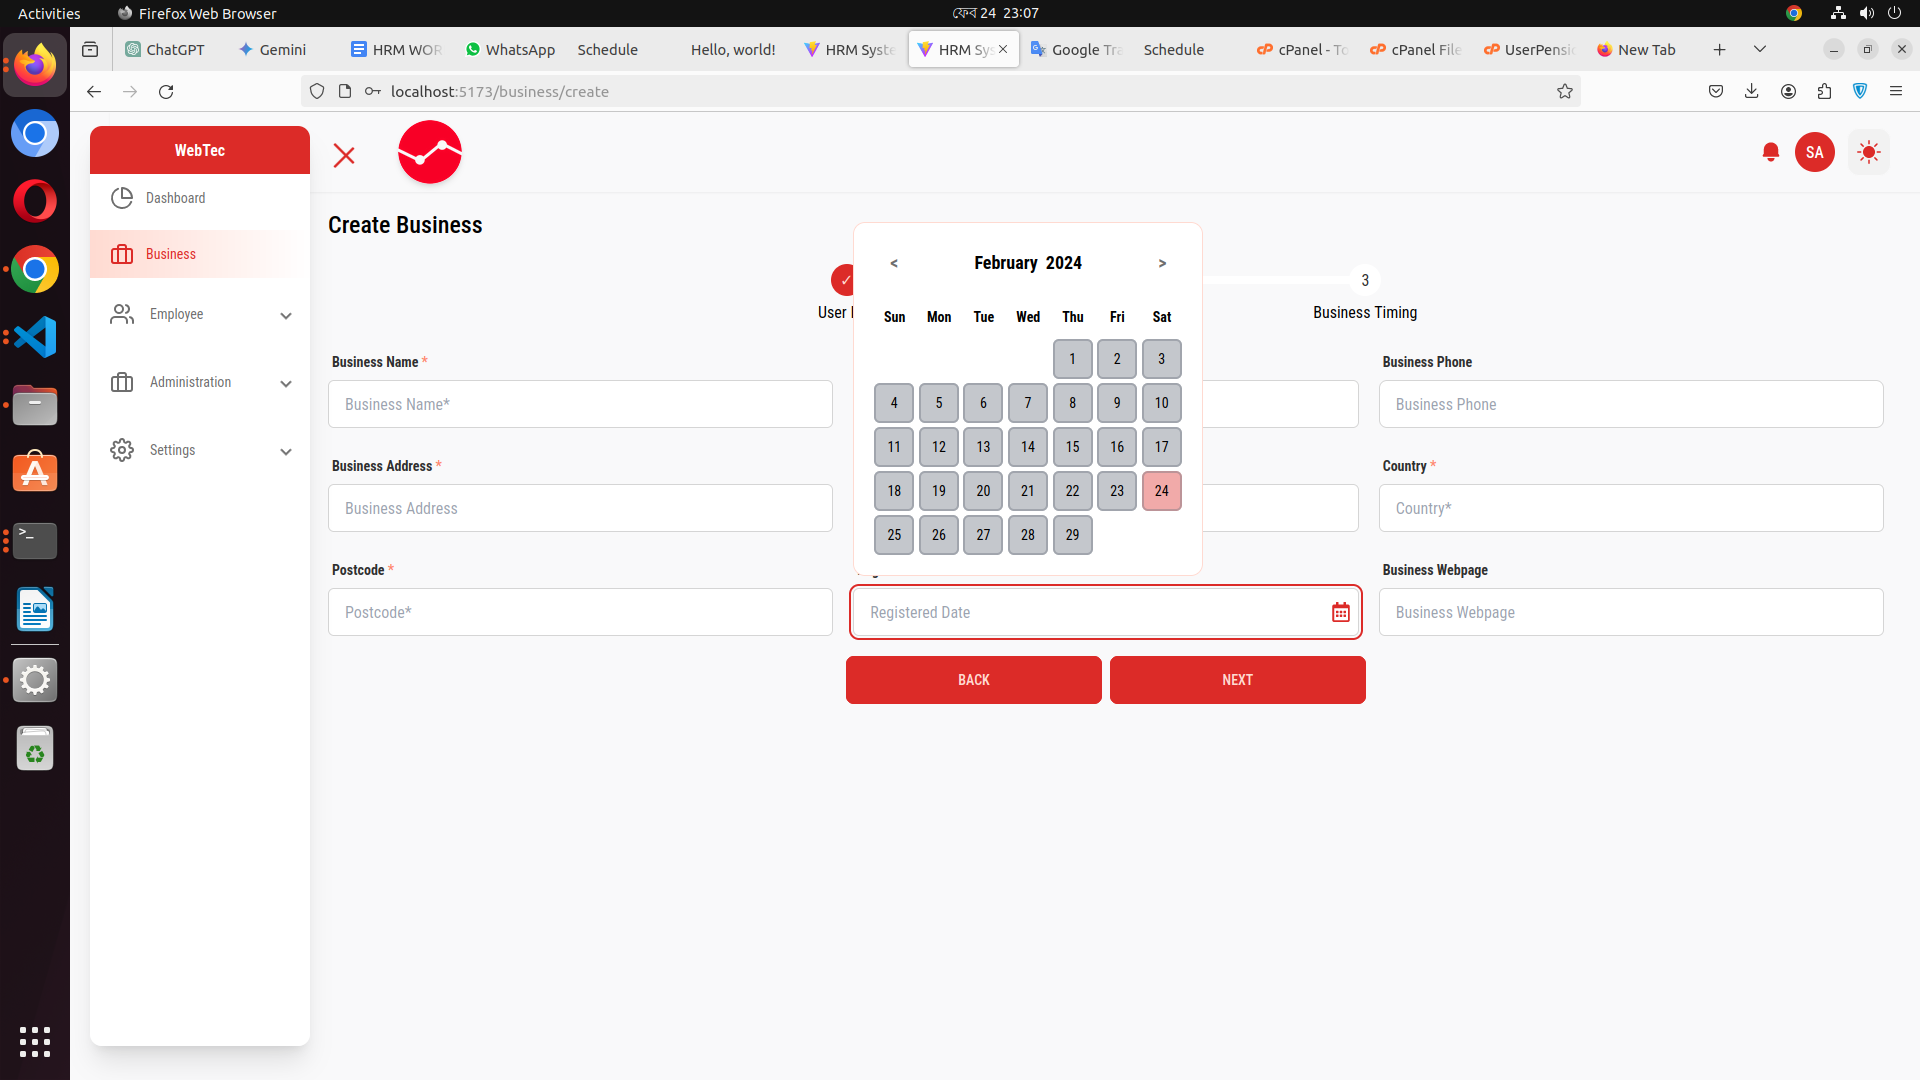 Activities
Firefox Web Browser
ফেব 24 23:07
ChatGPT
Gemini
HRM WOR
WhatsApp
Schedule
Hello, world!
HRM Syste
HRM Sys
Google Tra
Schedule
cPanel - To
cPanel File
UserPensi
New Tab
localhost:5173/business/create
WebTec
SA
Dashboard
Business
Employee
Administration
Settings
Create Business
3
Business Timing
<
February 2024
>
Sun Mon Tue Wed Thu Fri Sat
1 2 3
4 5 6 7 8 9 10
11 12 13 14 15 16 17
18 19 20 21 22 23 24
25 26 27 28 29
User
Business Name *
Business Name*
Business Phone
Business Phone
Business Address *
Business Address
Country *
Country*
Postcode *
Postcode*
Registered Date
Business Webpage
Business Webpage
BACK
NEXT